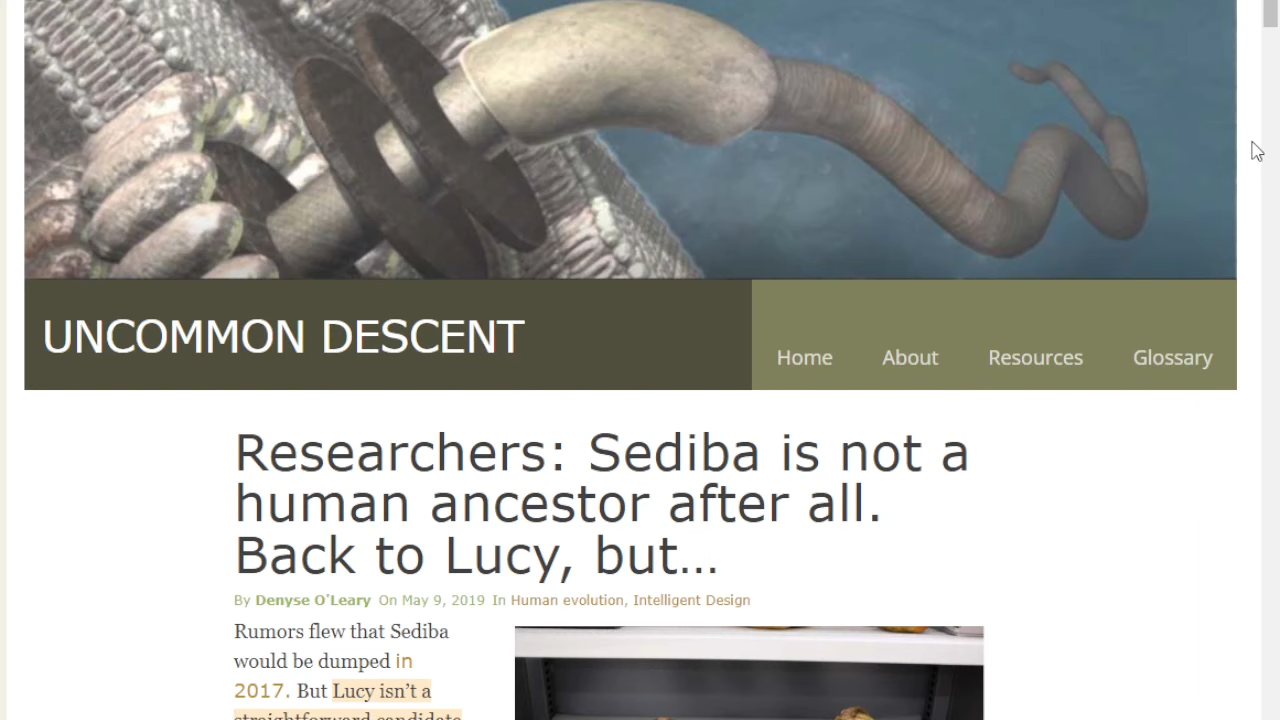 UNCOMMON DESCENT
Home About Resources Glossary
Researchers: Sediba is not a
human ancestor after all.
Back to Lucy, but…
By Denyse O'Leary On May 9, 2019 In Human evolution, Intelligent Design
Rumors flew that Sediba
would be dumped in
2017. But Lucy isn't a
straightforward candidate